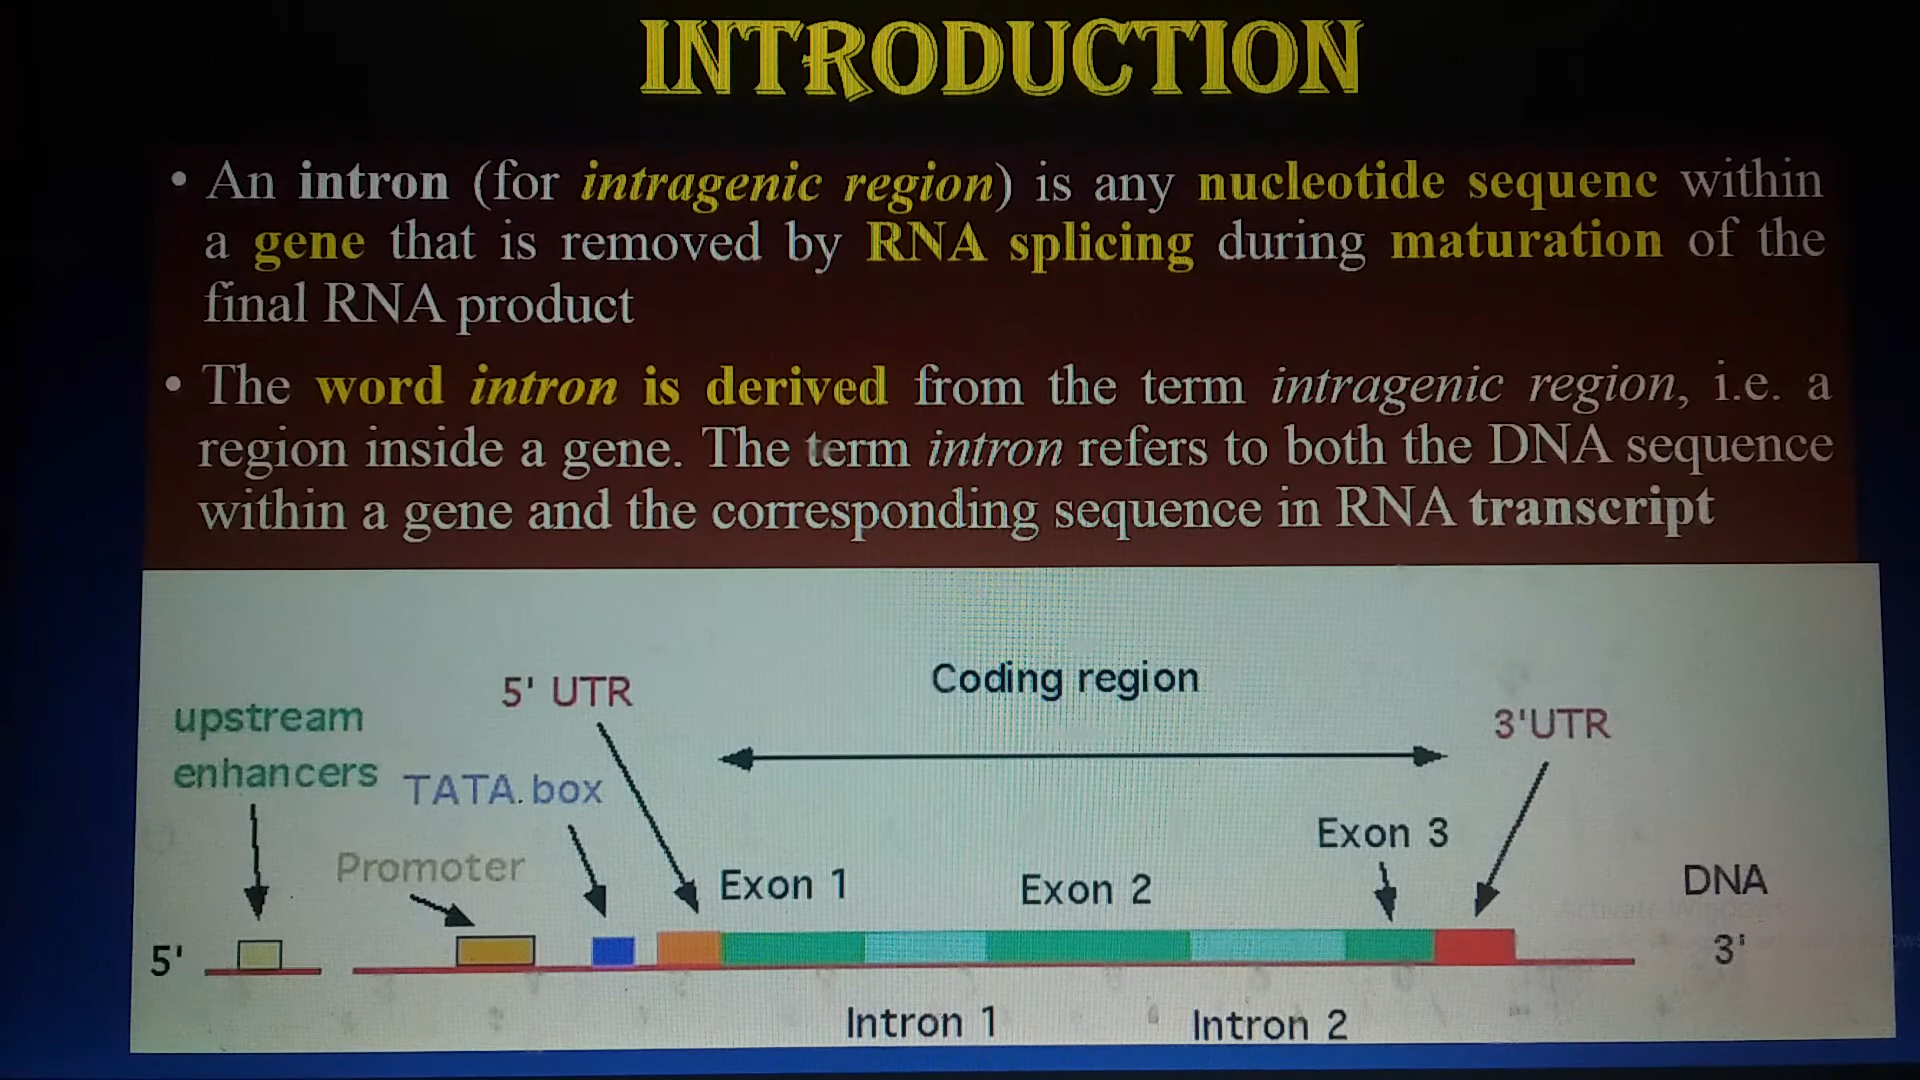 INTRODUCTION
• An intron (for intragenic region) is any nucleotide sequenc within
a gene that is removed by RNA splicing during maturation of the
final RNA product
• The word intron is derived from the term intragenic region, i.e. a
region inside a gene. The term intron refers to both the DNA sequence
within a gene and the corresponding sequence in RNA transcript
Coding region
5' UTR
upstream
enhancers
3'UTR
TATA.box
Exon 3
Promoter
Exon 1
Exon 2
DNA
Activate Windows
5'
3'
Intron 1
Intron 2